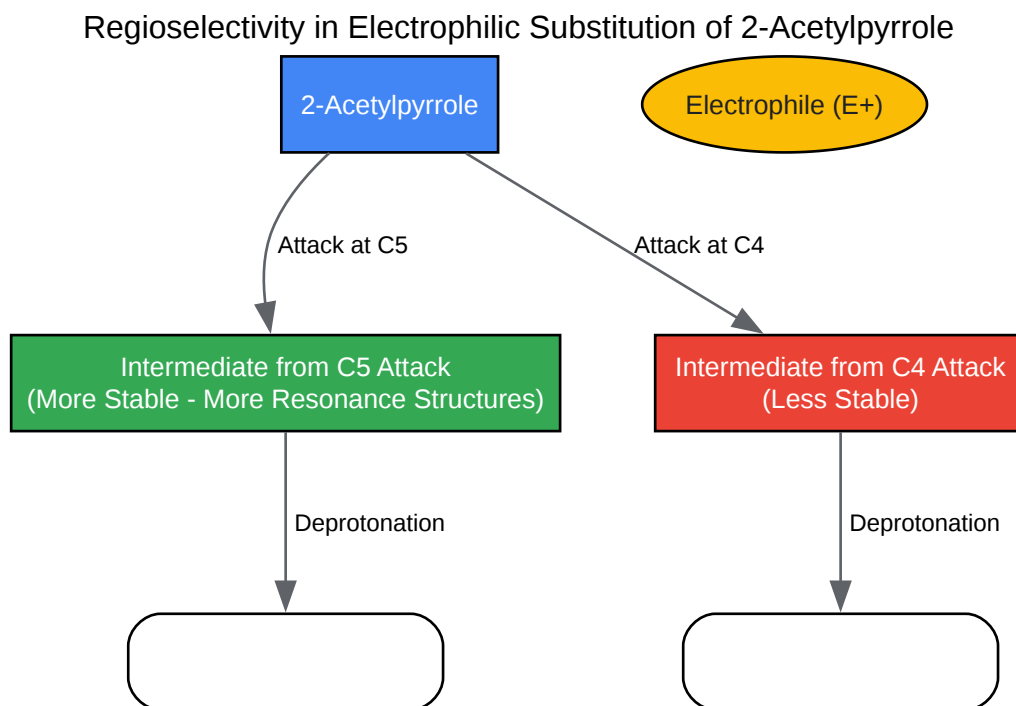 Regioselectivity in Electrophilic Substitution of 2-Acetylpyrrole
2-Acetylpyrrole
Electrophile (E+)
Attack at C5
Attack at C4
Intermediate from C5 Attack
(More Stable - More Resonance Structures)
Intermediate from C4 Attack
(Less Stable)
Deprotonation
Deprotonation